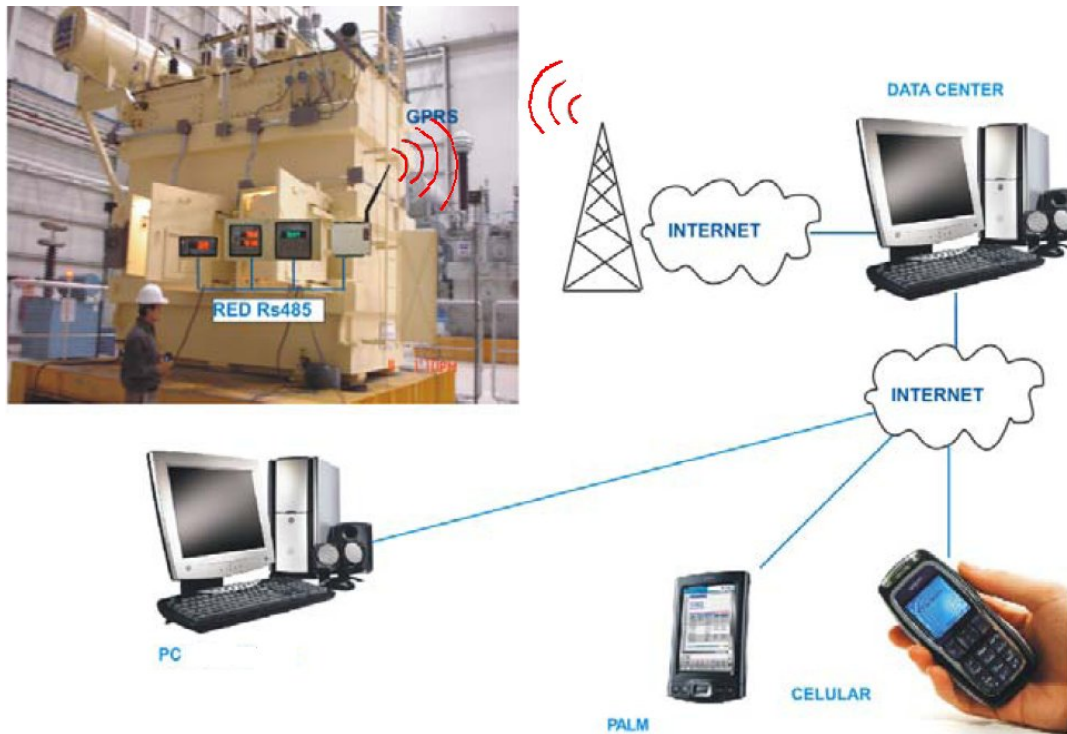 GPRS
RED Rs485
DATA CENTER
INTERNET
INTERNET
PC
PALM
CELULAR